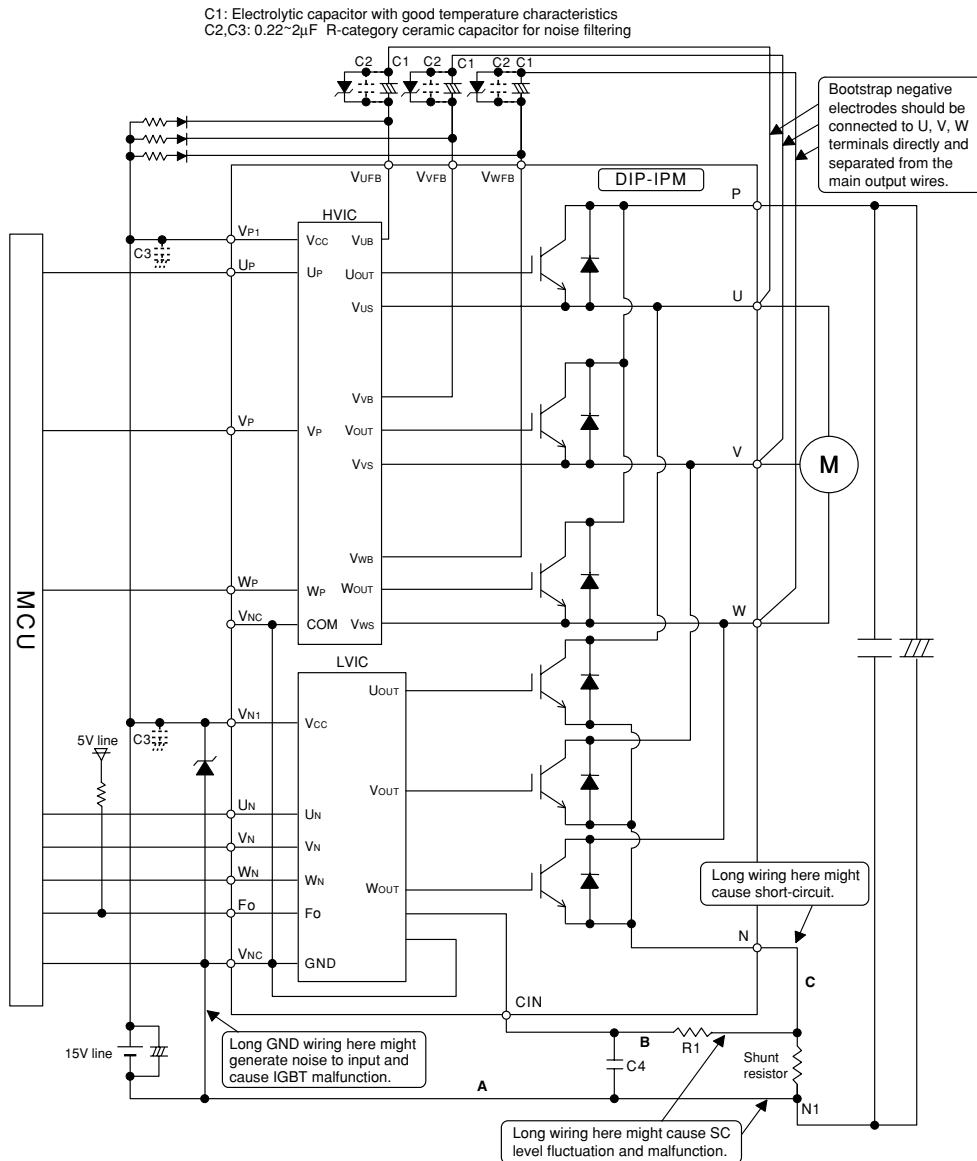 C1: Electrolytic capacitor with good temperature characteristics
C2,C3: 0.22~2μF R-category ceramic capacitor for noise filtering
C2 C1 C2 C1 C2 C1
Bootstrap negative
electrodes should be
connected to U, V, W
terminals directly and
separated from the
main output wires.
VUFB VVFB VWFB
DIP-IPM
P
HVIC
VP1
VCC
VUB
C3
UP
UP
UOUT
U
VUS
VVB
VP
VP
VOUT
V
VVS
M
VWB
WP
WP
WOUT
W
VNC
COM
VWS
MCU
LVIC
UOUT
VN1
VCC
5V line
C3
VOUT
UN
UN
VN
VN
WN
WN
WOUT
Long wiring here might
cause short-circuit.
FO
Fo
N
VNC
GND
C
CIN
15V line
Long GND wiring here might
generate noise to input and
cause IGBT malfunction.
B
R1
C4
Shunt
resistor
A
N1
Long wiring here might cause SC
level fluctuation and malfunction.